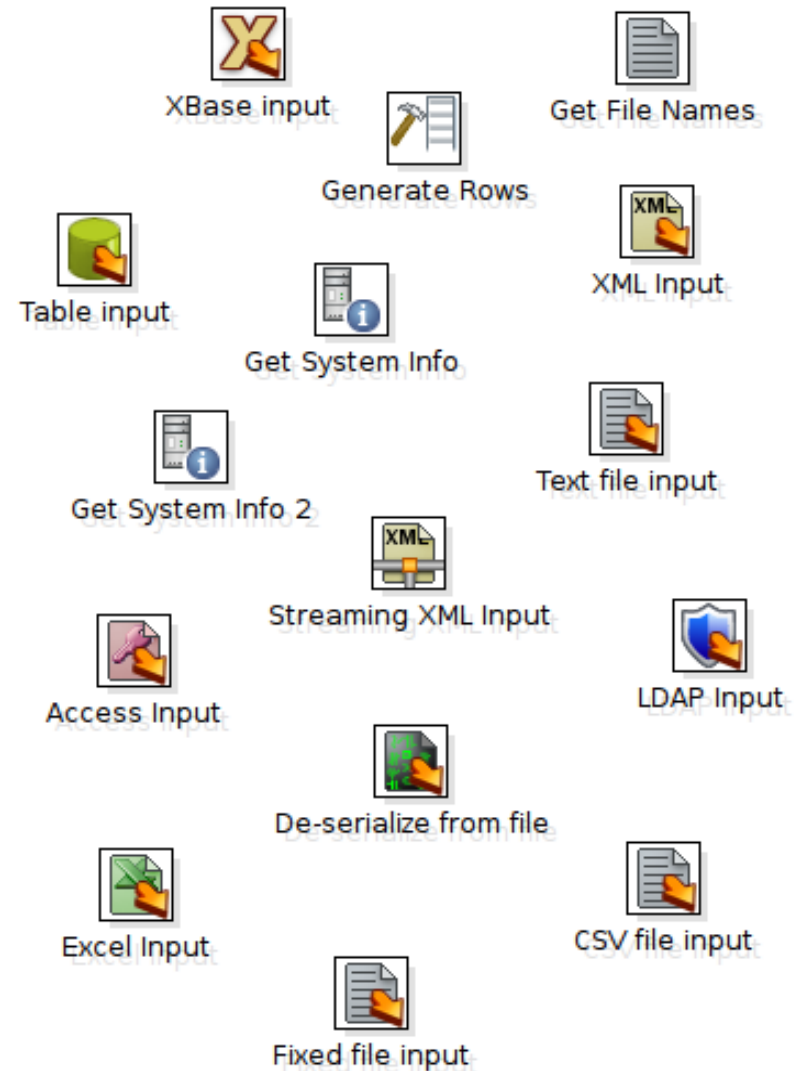 XBase input
Get File Names
Generate Rows
XML
XML Input
Table input
Get System Info
Text file input
Get System Info 2
XML
Streaming XML Input
LDAP Input
Access Input
De-serialize from file
CSV file input
Excel Input
Fixed file input